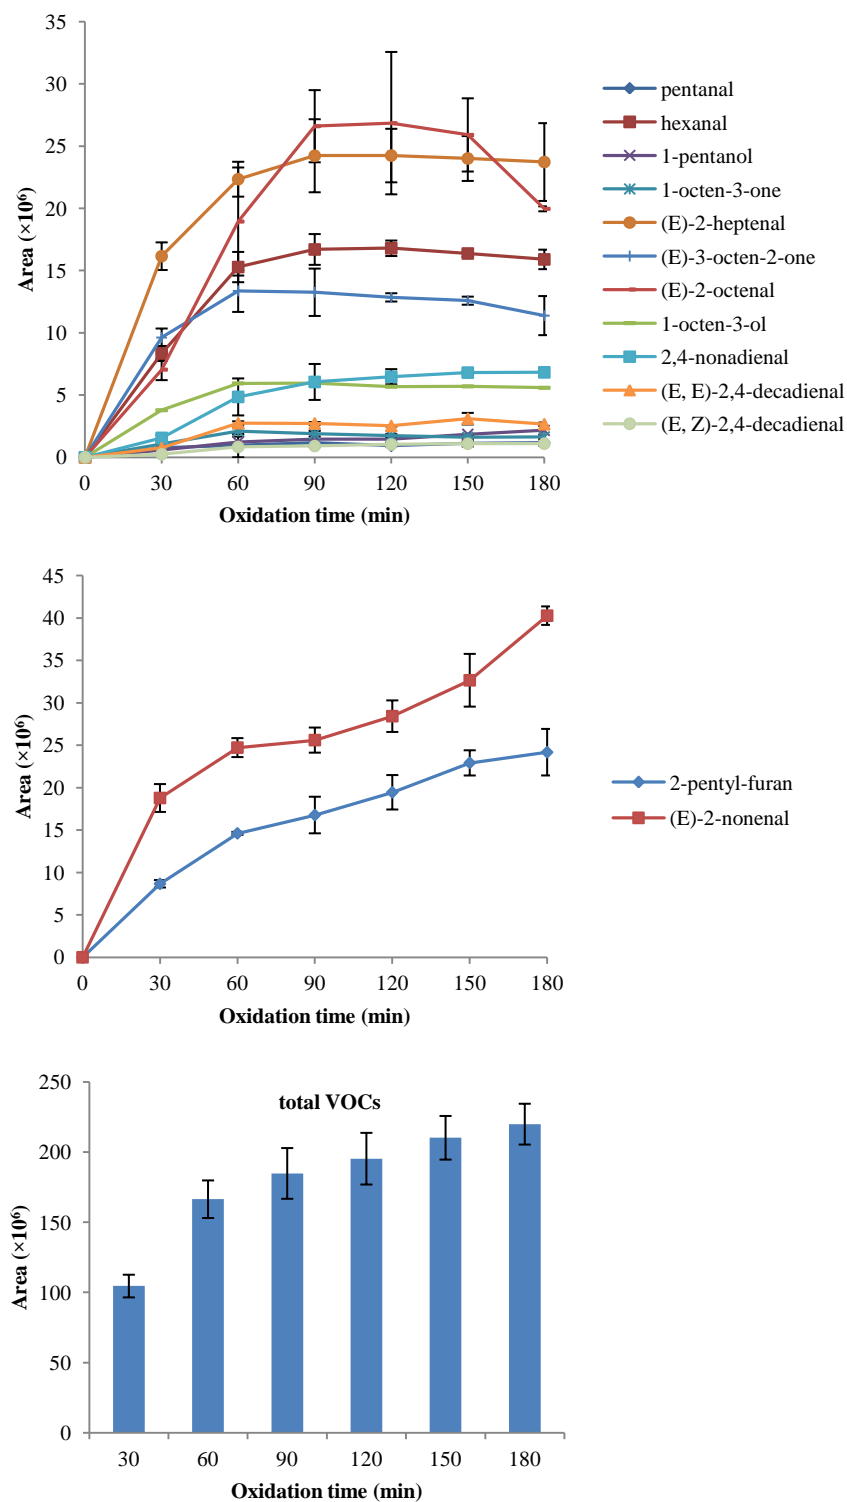 35
30
25
20
15
10
5
0
Area (×10⁶)
0 30 60 90 120 150 180
Oxidation time (min)
pentanal
hexanal
1-pentanol
1-octen-3-one
(E)-2-heptenal
(E)-3-octen-2-one
(E)-2-octenal
1-octen-3-ol
2,4-nonadienal
(E, E)-2,4-decadienal
(E, Z)-2,4-decadienal
45
40
35
30
25
20
15
10
5
0
Area (×10⁶)
0 30 60 90 120 150 180
Oxidation time (min)
2-pentyl-furan
(E)-2-nonenal
total VOCs
250
200
150
100
50
0
Area (×10⁶)
30 60 90 120 150 180
Oxidation time (min)